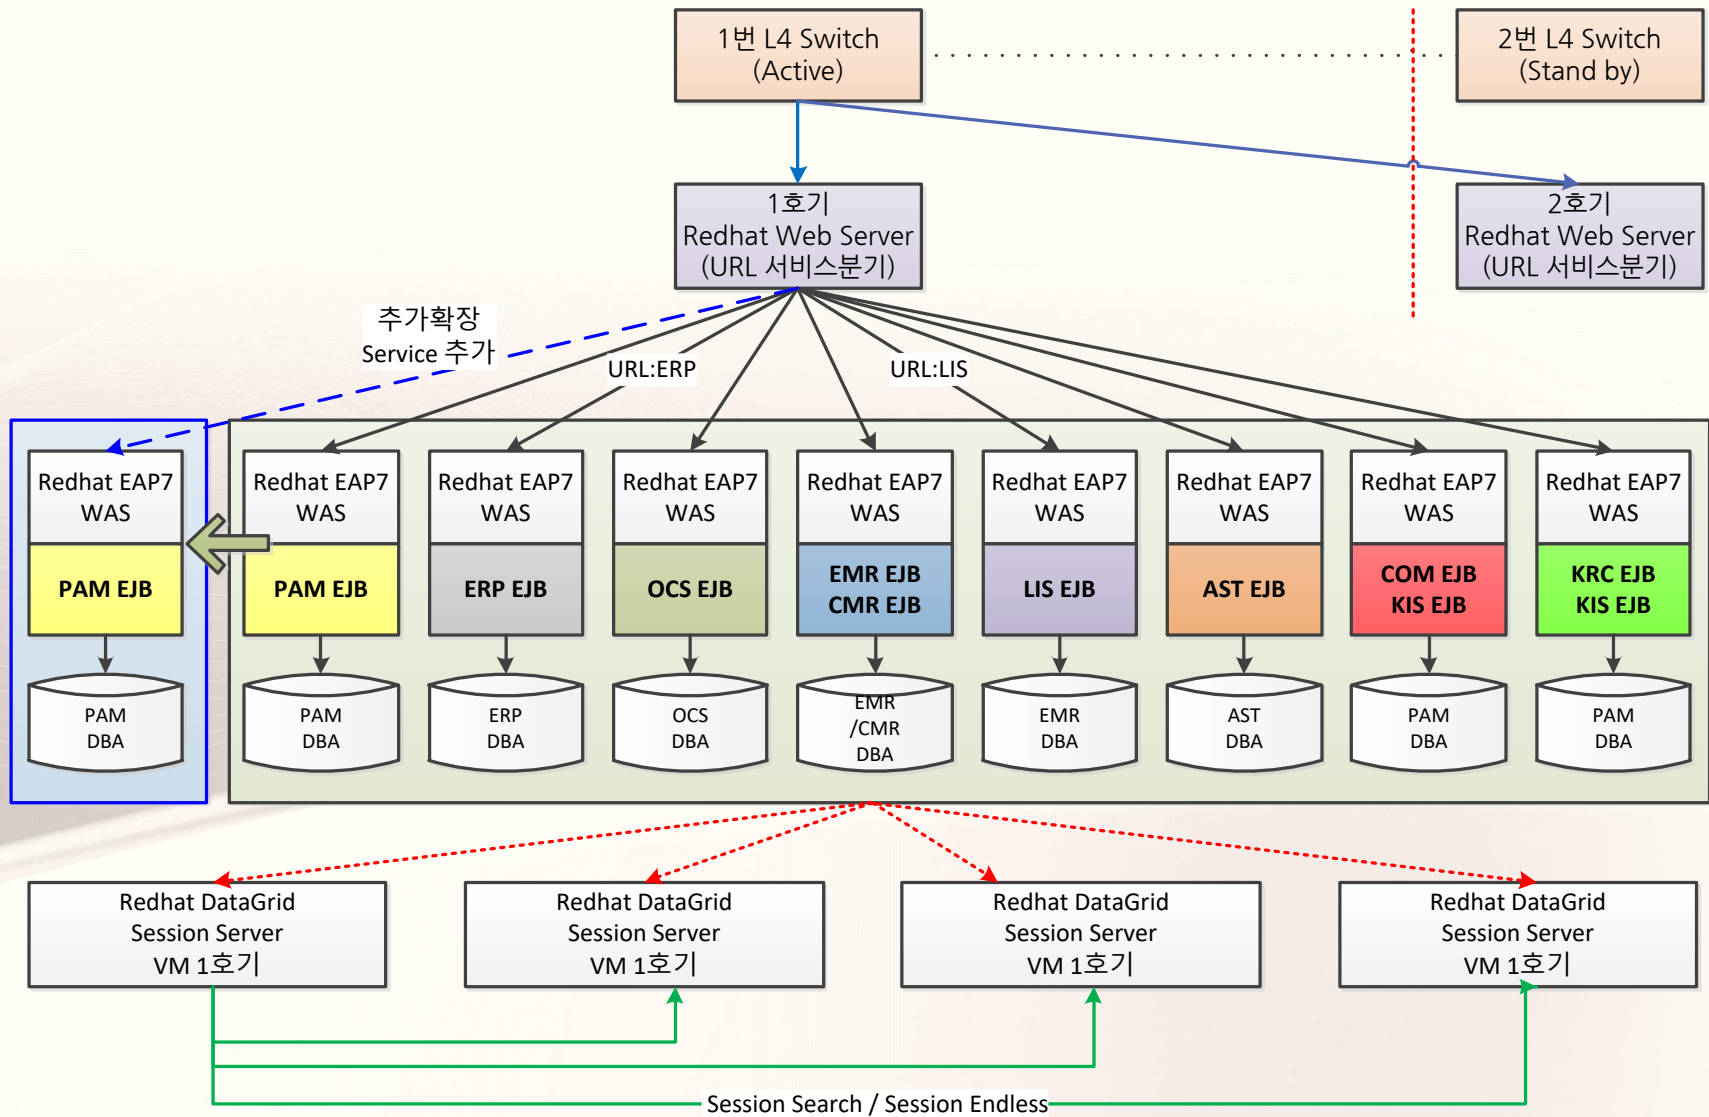 1번 L4 Switch
(Active)
2번 L4 Switch
(Stand by)
1호기
Redhat Web Server
(URL 서비스분기)
2호기
Redhat Web Server
(URL 서비스분기)
추가확장
Service 추가
URL:ERP
URL:LIS
Redhat EAP7
WAS
PAM EJB
PAM
DBA
Redhat EAP7
WAS
PAM EJB
PAM
DBA
Redhat EAP7
WAS
ERP EJB
ERP
DBA
Redhat EAP7
WAS
OCS EJB
OCS
DBA
Redhat EAP7
WAS
EMR EJB
CMR EJB
EMR
/CMR
DBA
Redhat EAP7
WAS
LIS EJB
EMR
DBA
Redhat EAP7
WAS
AST EJB
AST
DBA
Redhat EAP7
WAS
COM EJB
KIS EJB
PAM
DBA
Redhat EAP7
WAS
KRC EJB
KIS EJB
PAM
DBA
Redhat DataGrid
Session Server
VM 1호기
Redhat DataGrid
Session Server
VM 1호기
Redhat DataGrid
Session Server
VM 1호기
Redhat DataGrid
Session Server
VM 1호기
Session Search / Session Endless